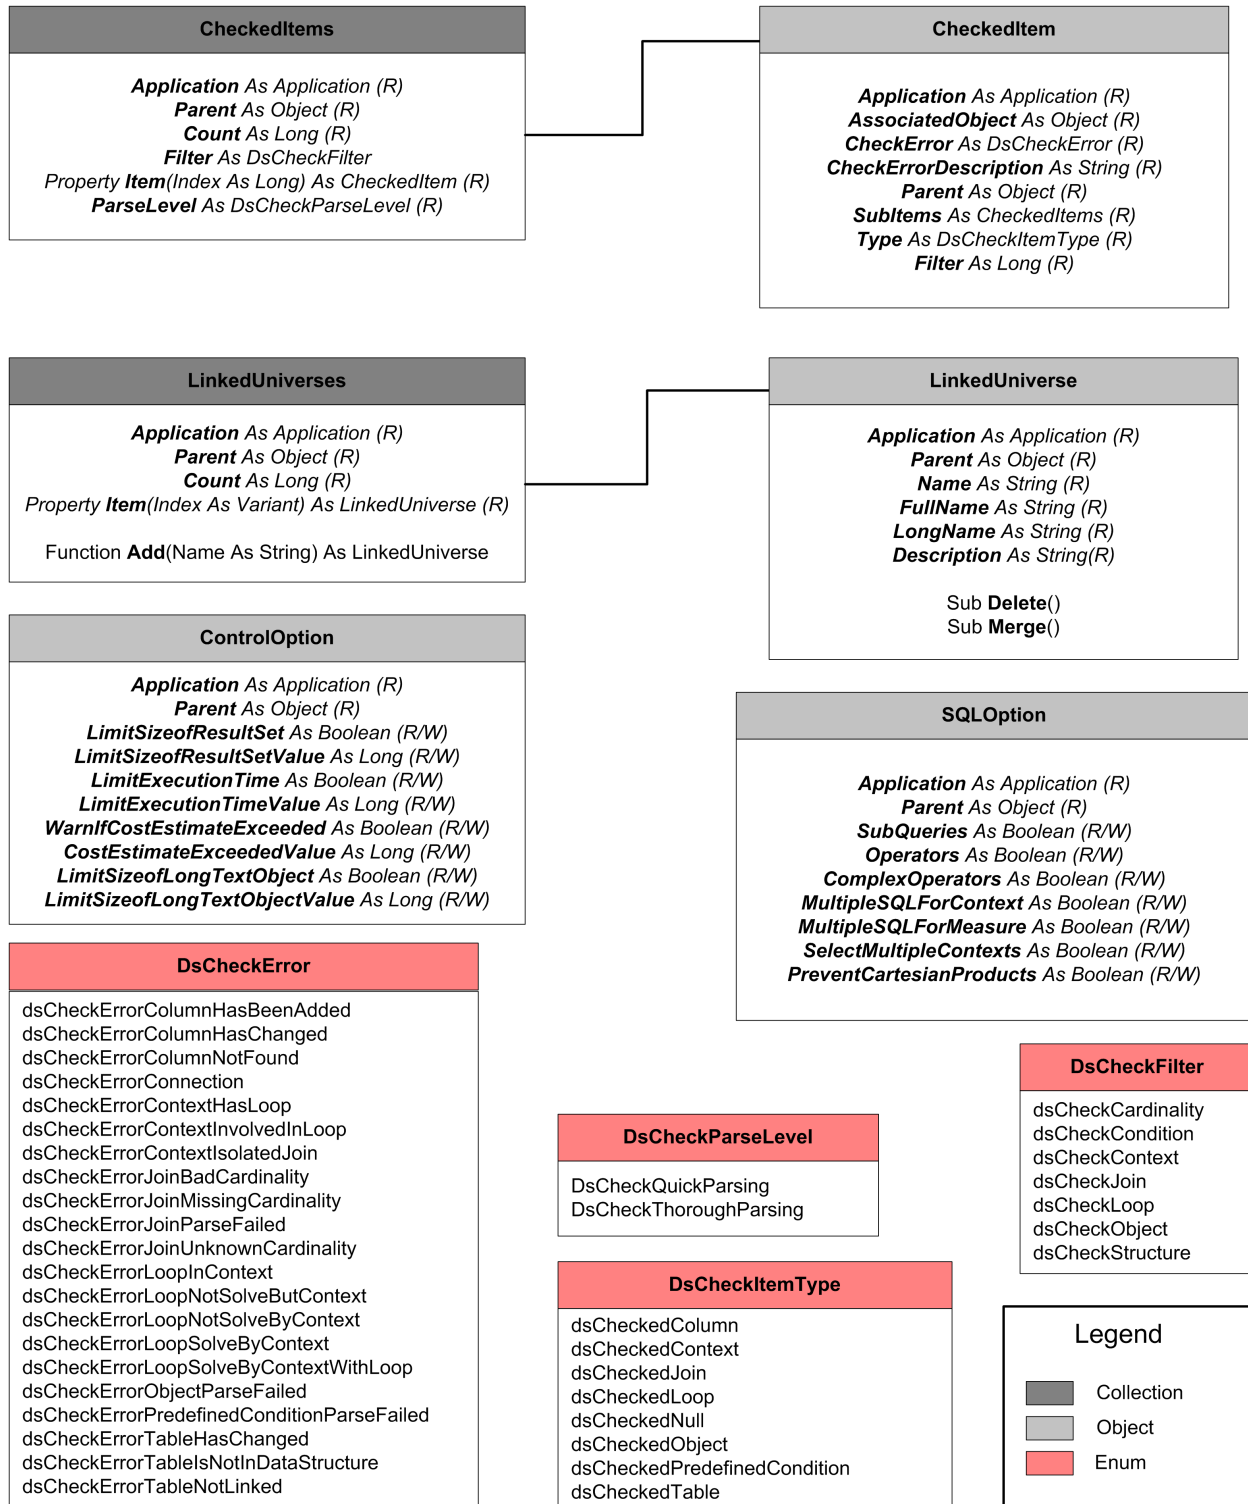 CheckedItems
Application As Application (R)
Parent As Object (R)
Count As Long (R)
Filter As DsCheckFilter
Property Item(Index As Long) As CheckedItem (R)
ParseLevel As DsCheckParseLevel (R)
CheckedItem
Application As Application (R)
AssociatedObject As Object (R)
CheckError As DsCheckError (R)
CheckErrorDescription As String (R)
Parent As Object (R)
SubItems As CheckedItems (R)
Type As DsCheckItemType (R)
Filter As Long (R)
LinkedUniverses
Application As Application (R)
Parent As Object (R)
Count As Long (R)
Property Item(Index As Variant) As LinkedUniverse (R)
Function Add(Name As String) As LinkedUniverse
LinkedUniverse
Application As Application (R)
Parent As Object (R)
Name As String (R)
FullName As String (R)
LongName As String (R)
Description As String(R)
Sub Delete()
Sub Merge()
ControlOption
Application As Application (R)
Parent As Object (R)
LimitSizeofResultSet As Boolean (R/W)
LimitSizeofResultSetValue As Long (R/W)
LimitExecutionTime As Boolean (R/W)
LimitExecutionTimeValue As Long (R/W)
WarnIfCostEstimateExceeded As Boolean (R/W)
CostEstimateExceededValue As Long (R/W)
LimitSizeofLongTextObject As Boolean (R/W)
LimitSizeofLongTextObjectValue As Long (R/W)
SQLOption
Application As Application (R)
Parent As Object (R)
SubQueries As Boolean (R/W)
Operators As Boolean (R/W)
ComplexOperators As Boolean (R/W)
MultipleSQLForContext As Boolean (R/W)
MultipleSQLForMeasure As Boolean (R/W)
SelectMultipleContexts As Boolean (R/W)
PreventCartesianProducts As Boolean (R/W)
DsCheckError
dsCheckErrorColumnHasBeenAdded
dsCheckErrorColumnHasChanged
dsCheckErrorColumnNotFound
dsCheckErrorConnection
dsCheckErrorContextHasLoop
dsCheckErrorContextInvolvedInLoop
dsCheckErrorContextIsolatedJoin
dsCheckErrorJoinBadCardinality
dsCheckErrorJoinMissingCardinality
dsCheckErrorJoinParseFailed
dsCheckErrorJoinUnknownCardinality
dsCheckErrorLoopInContext
dsCheckErrorLoopNotSolveButContext
dsCheckErrorLoopNotSolveByContext
dsCheckErrorLoopSolveByContext
dsCheckErrorLoopSolveByContextWithLoop
dsCheckErrorObjectParseFailed
dsCheckErrorPredefinedConditionParseFailed
dsCheckErrorTableHasChanged
dsCheckErrorTableIsNotInDataStructure
dsCheckErrorTableNotLinked
DsCheckParseLevel
DsCheckQuickParsing
DsCheckThoroughParsing
DsCheckItemType
dsCheckedColumn
dsCheckedContext
dsCheckedJoin
dsCheckedLoop
dsCheckedNull
dsCheckedObject
dsCheckedPredefinedCondition
dsCheckedTable
DsCheckFilter
dsCheckCardinality
dsCheckCondition
dsCheckContext
dsCheckJoin
dsCheckLoop
dsCheckObject
dsCheckStructure
Legend
Collection
Object
Enum